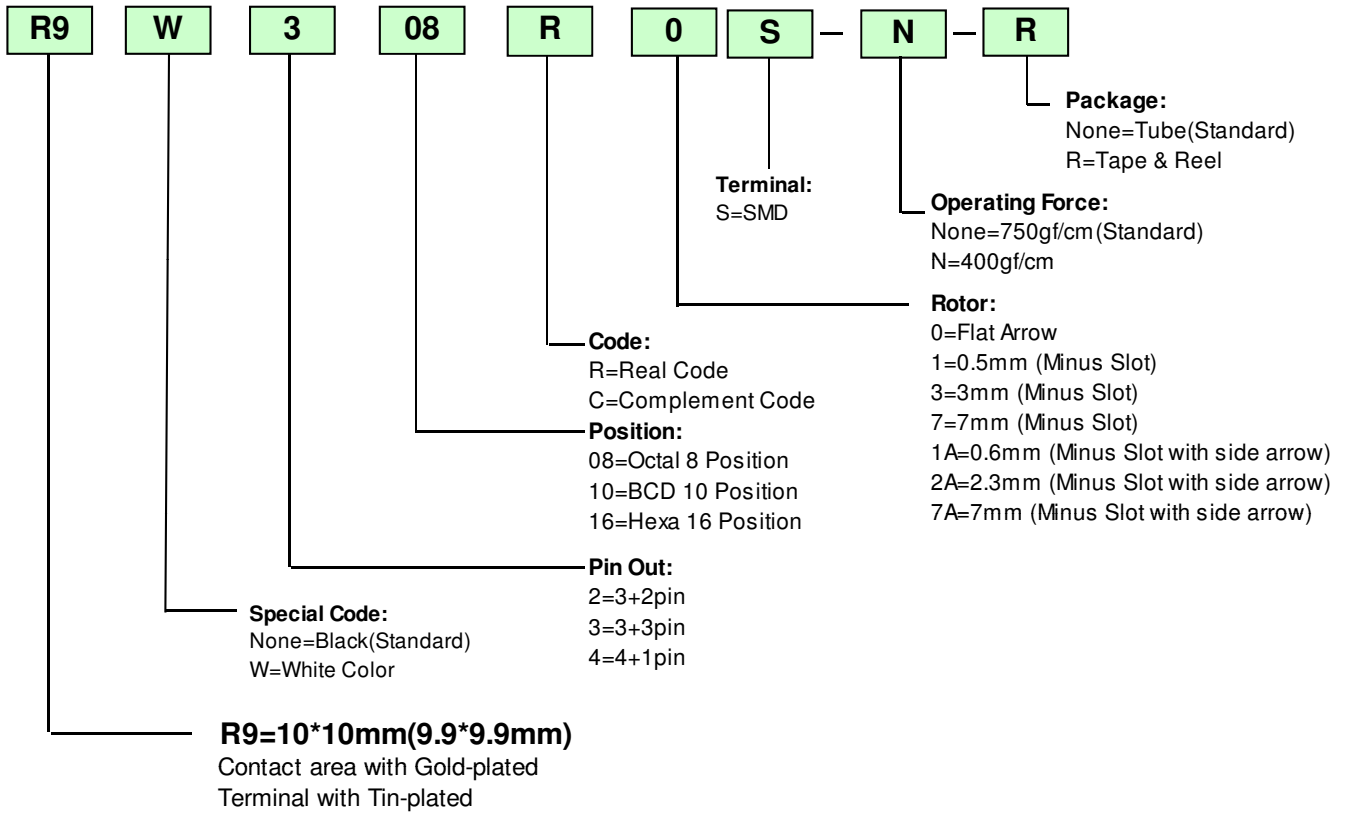 R9 W 3 08 R 0 S – N – R
Package:
None=Tube(Standard)
R=Tape & Reel
Terminal:
S=SMD
Operating Force:
None=750gf/cm(Standard)
N=400gf/cm
Rotor:
0=Flat Arrow
1=0.5mm (Minus Slot)
3=3mm (Minus Slot)
7=7mm (Minus Slot)
1A=0.6mm (Minus Slot with side arrow)
2A=2.3mm (Minus Slot with side arrow)
7A=7mm (Minus Slot with side arrow)
Code:
R=Real Code
C=Complement Code
Position:
08=Octal 8 Position
10=BCD 10 Position
16=Hexa 16 Position
Pin Out:
2=3+2pin
3=3+3pin
4=4+1pin
Special Code:
None=Black(Standard)
W=White Color
R9=10*10mm(9.9*9.9mm)
Contact area with Gold-plated
Terminal with Tin-plated